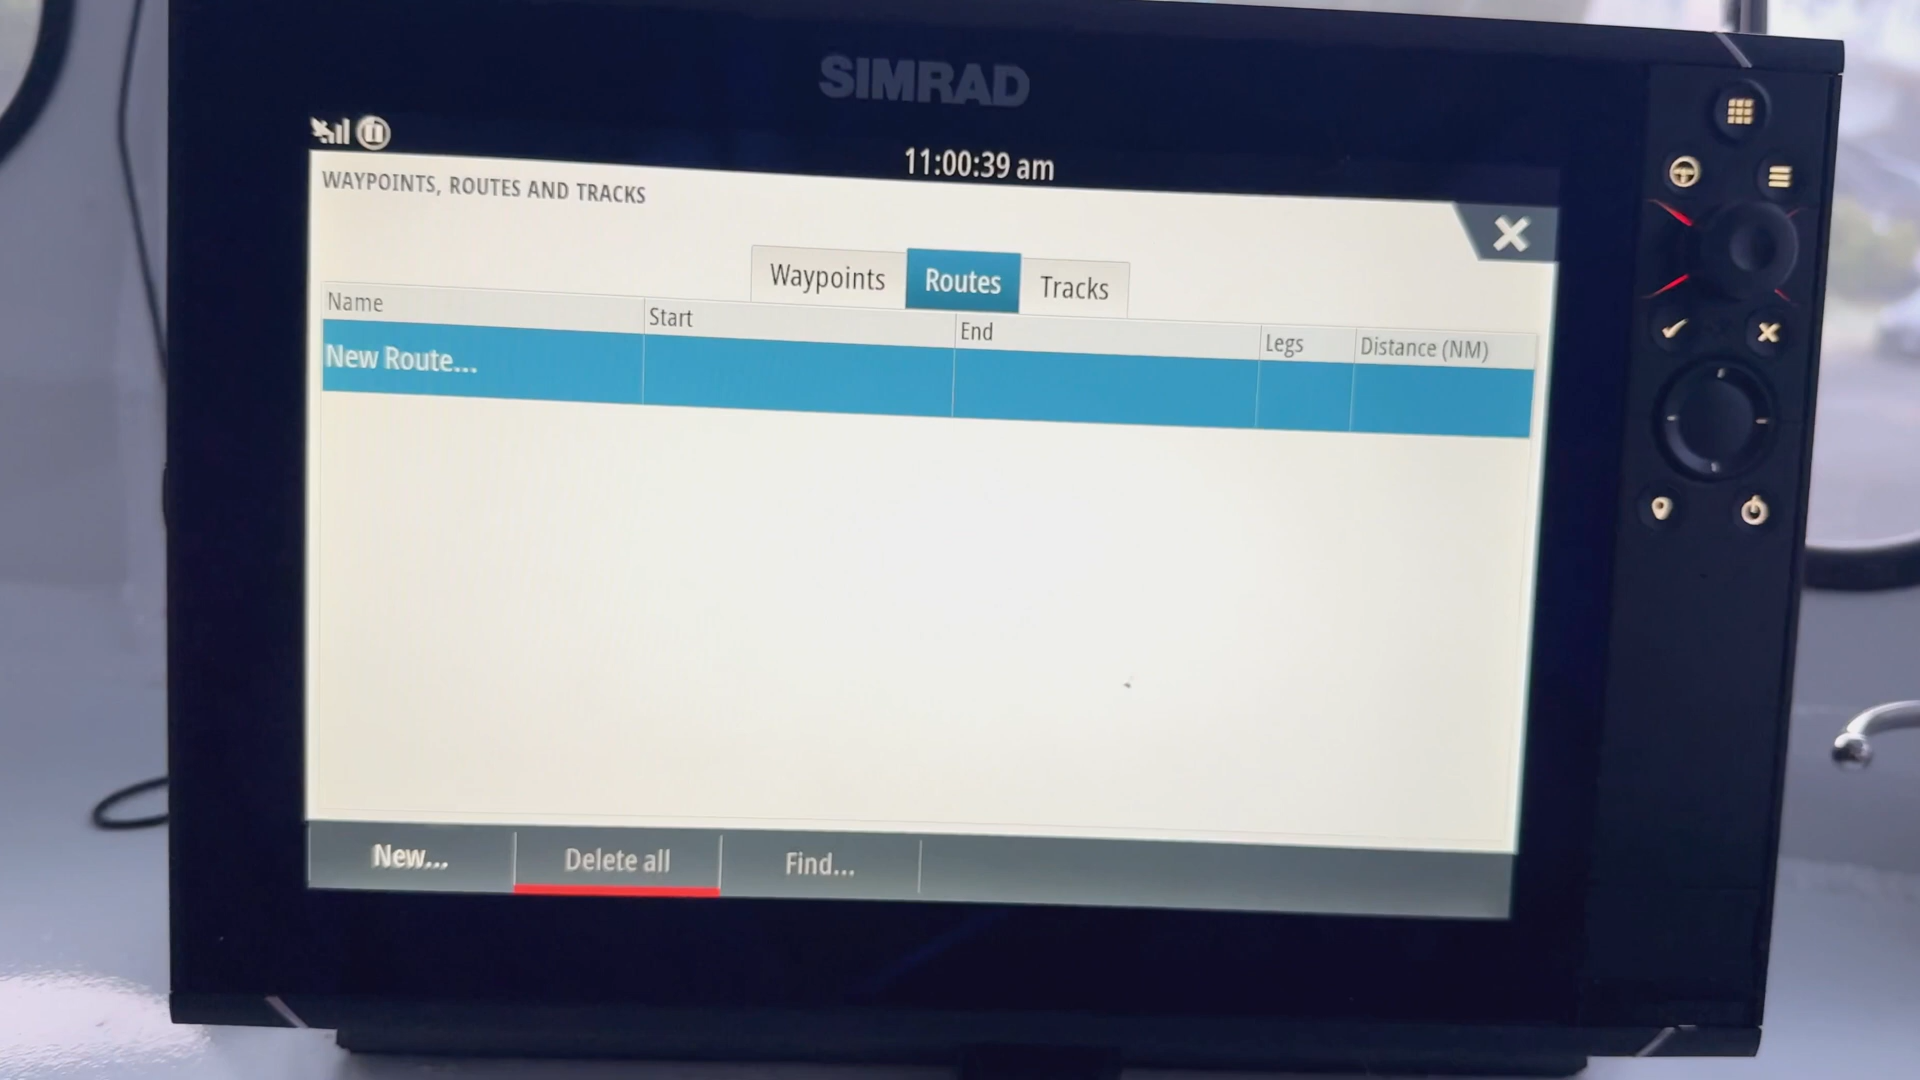 SIMRAD
11:00:39 am
WAYPOINTS, ROUTES AND TRACKS
Waypoints Routes Tracks
Name Start End Legs Distance (NM)
New Route...
New... Delete all Find...